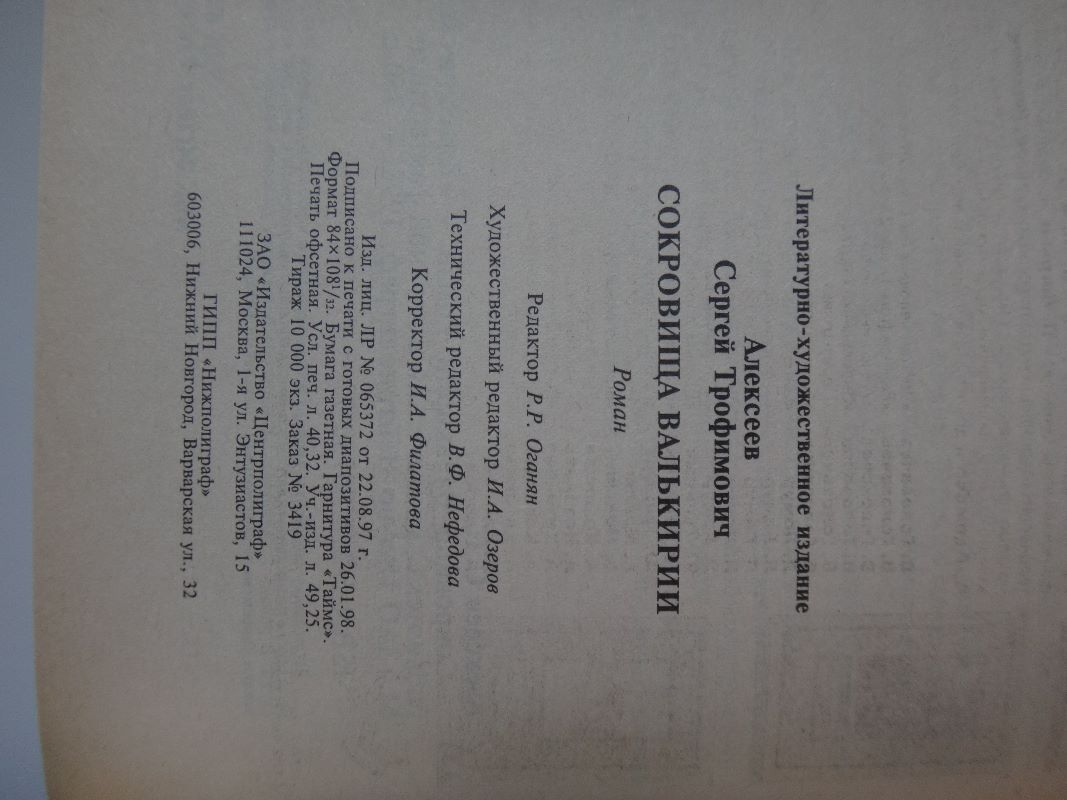 Литературно-художественное издание
Алексеев
Сергей Трофимович
СОКРОВИЩА ВАЛЬКИРИИ
Роман
Редактор Р.Р. Оганян
Художественный редактор И.А. Озеров
Технический редактор В.Ф. Нефедова
Корректор И.А. Филатова
Изд. лиц. ЛР № 065372 от 22.08.97 г.
Подписано к печати с готовых диапозитивов 26.01.98.
Формат 84×108¹/₃₂. Бумага газетная. Гарнитура «Таймс».
Печать офсетная. Усл. печ. л. 40,32. Уч.-изд. л. 49,25.
Тираж 10 000 экз. Заказ № 3419
ЗАО «Издательство «Центрполиграф»
111024, Москва, 1-я ул. Энтузиастов, 15
ГИПП «Нижполиграф»
603006, Нижний Новгород, Варварская ул., 32